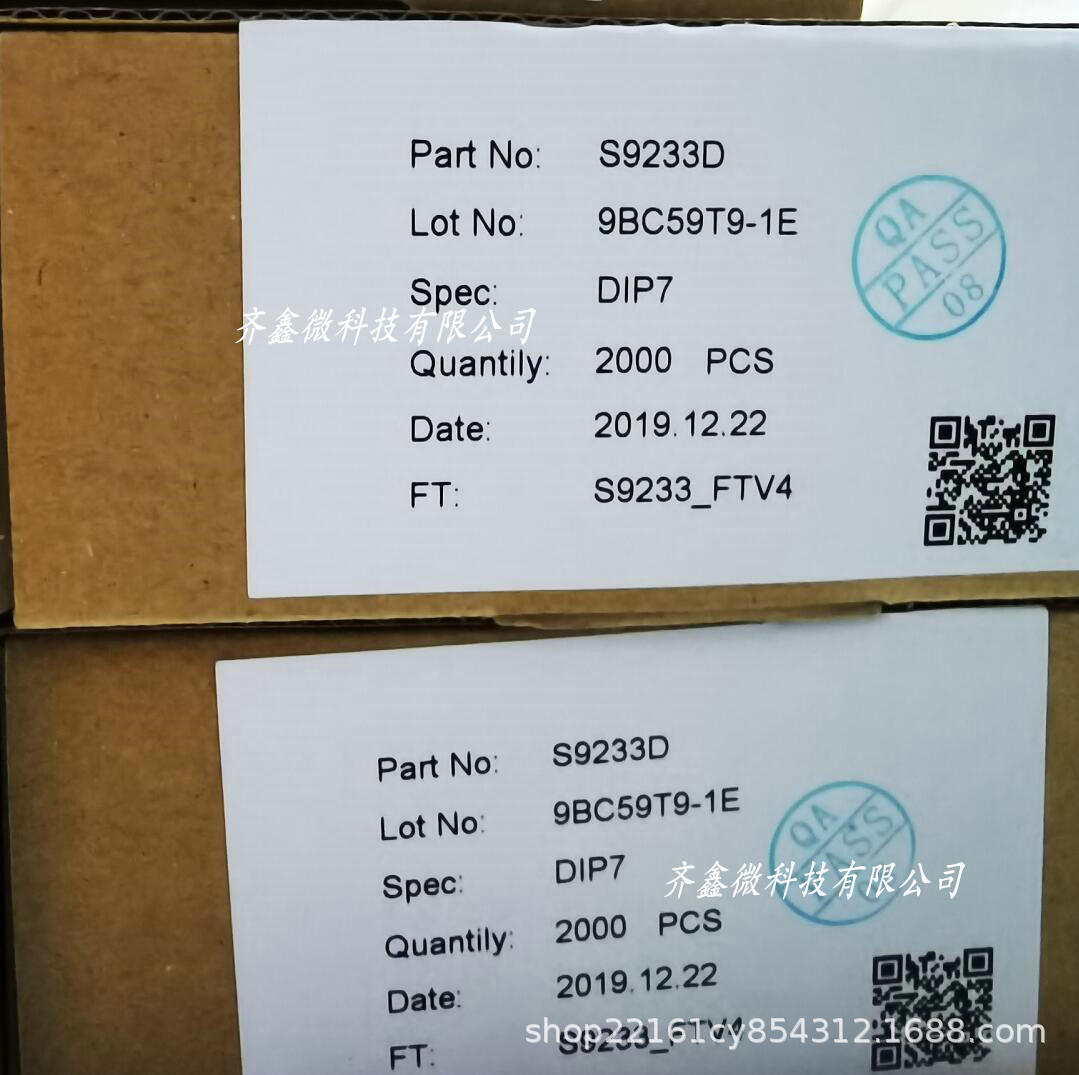 Part No: S9233D
Lot No: 9BC59T9-1E
Spec: DIP7
齐鑫微科技有限公司
Quantily: 2000 PCS
Date: 2019.12.22
FT: S9233_FTV4
QA
PASS
08
Part No: S9233D
Lot No: 9BC59T9-1E
Spec: DIP7
齐鑫微科技有限公司
Quantily: 2000 PCS
Date: 2019.12.22
FT: S9233_FTV4
QA
PASS
shop22161cy854312.1688.com